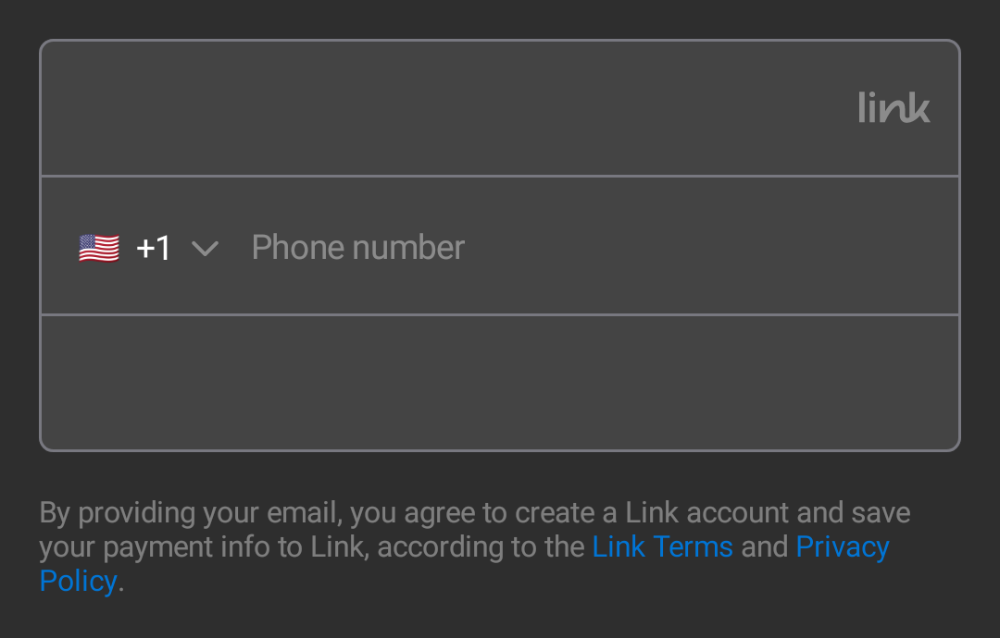 link
+1 Phone number
By providing your email, you agree to create a Link account and save
your payment info to Link, according to the Link Terms and Privacy
Policy.